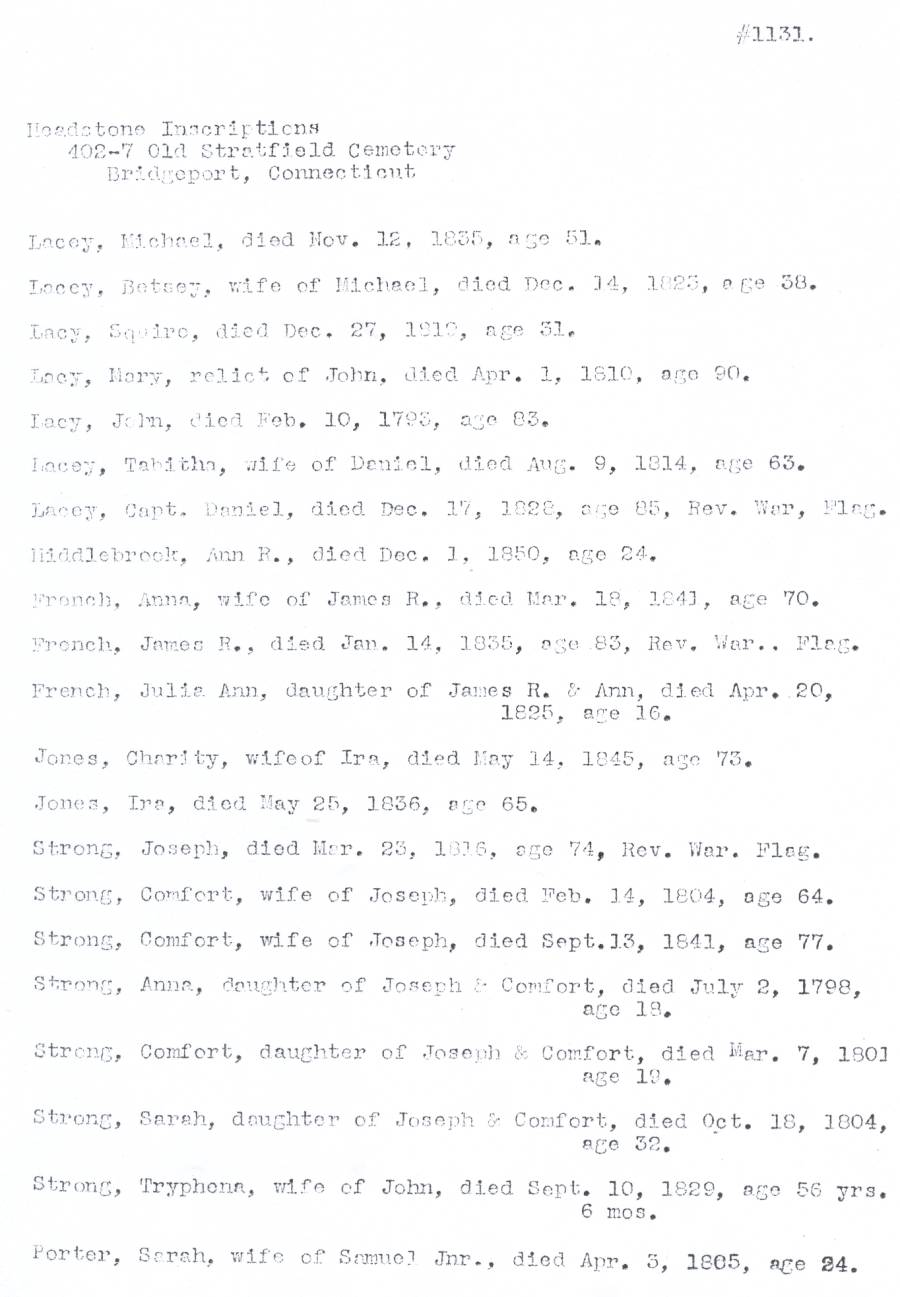 #1131.
Headstone Inscriptions
402-7 Old Stratfield Cemetery
Bridgeport, Connecticut
Lacey, Michael, died Nov. 12, 1835, age 51.
Lacey, Betsey, wife of Michael, died Dec. 14, 1823, age 38.
Lacy, Squire, died Dec. 27, age 31.
Lacy, Mary, relict of John, died Apr. 1, 1810, age 90.
Lacy, John, died Feb. 10, 1793, age 83.
Lacey, Tabitha, wife of Daniel, died Aug. 9, 1814, age 63.
Lacey, Capt. Daniel, died Dec. 17, 1828, age 85, Rev. War, Flag.
Middlebrook, Ann R., died Dec. 1, 1850, age 24.
French, Anna, wife of James R., died Mar. 18, 1841, age 70.
French, James R., died Jan. 14, 1835, age 83, Rev. War.. Flag.
French, Julia Ann, daughter of James R. & Ann, died Apr. 20,
1825, age 16.
Jones, Charity, wifeof Ira, died May 14, 1845, age 73.
Jones, Ira, died May 25, 1836, age 65.
Strong, Joseph, died Mar. 23, 1816, age 74, Rev. War. Flag.
Strong, Comfort, wife of Joseph, died Feb. 14, 1804, age 64.
Strong, Comfort, wife of Joseph, died Sept.13, 1841, age 77.
Strong, Anna, daughter of Joseph & Comfort, died July 2, 1798,
age 18.
Strong, Comfort, daughter of Joseph & Comfort, died Mar. 7, 1801
age 19.
Strong, Sarah, daughter of Joseph & Comfort, died Oct. 18, 1804,
age 32.
Strong, Tryphena, wife of John, died Sept. 10, 1829, age 56 yrs.
6 mos.
Porter, Sarah, wife of Samuel Jnr., died Apr. 3, 1805, age 24.